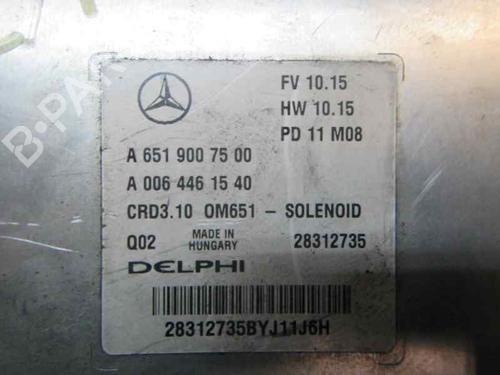 FV 10.15
HW 10.15
PD 11 M08
A 651 900 75 00
A 006 446 15 40
CRD3.10 OM651 - SOLENOID
Q02 MADE IN HUNGARY 28312735
DELPHI
28312735BYJ11J6H